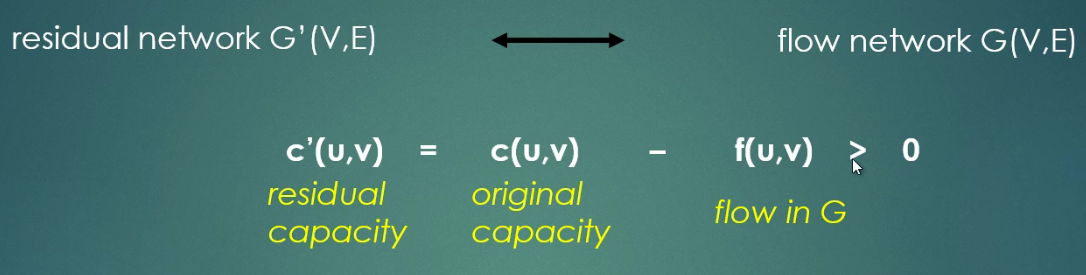 residual network G'(V,E) flow network G(V,E)
c'(u,v) = c(u,v) – f(u,v) > 0
residual capacity original capacity flow in G